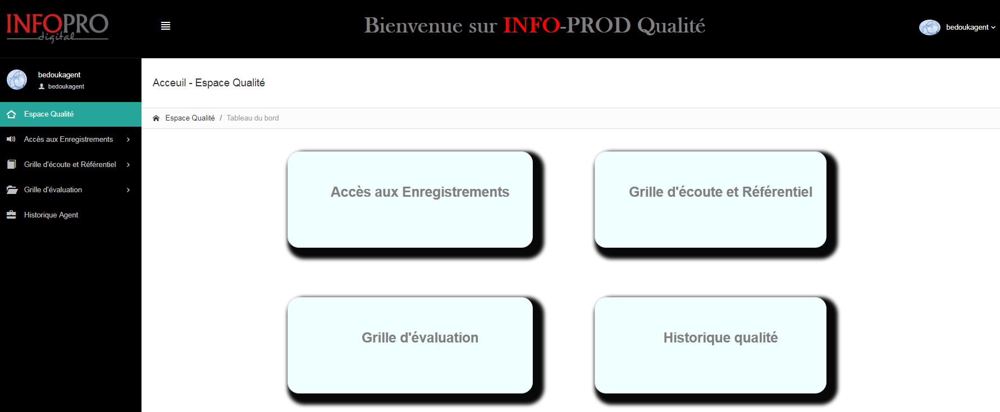 INFOPRO
digital
Bienvenue sur INFO-PROD Qualité
bedoukagent
bedoukagent
bedoukagent
Espace Qualité
Accès aux Enregistrements
Grille d'écoute et Référentiel
Grille d'évaluation
Historique Agent
Acceuil - Espace Qualité
Espace Qualité / Tableau du bord
Accès aux Enregistrements
Grille d'écoute et Référentiel
Grille d'évaluation
Historique qualité